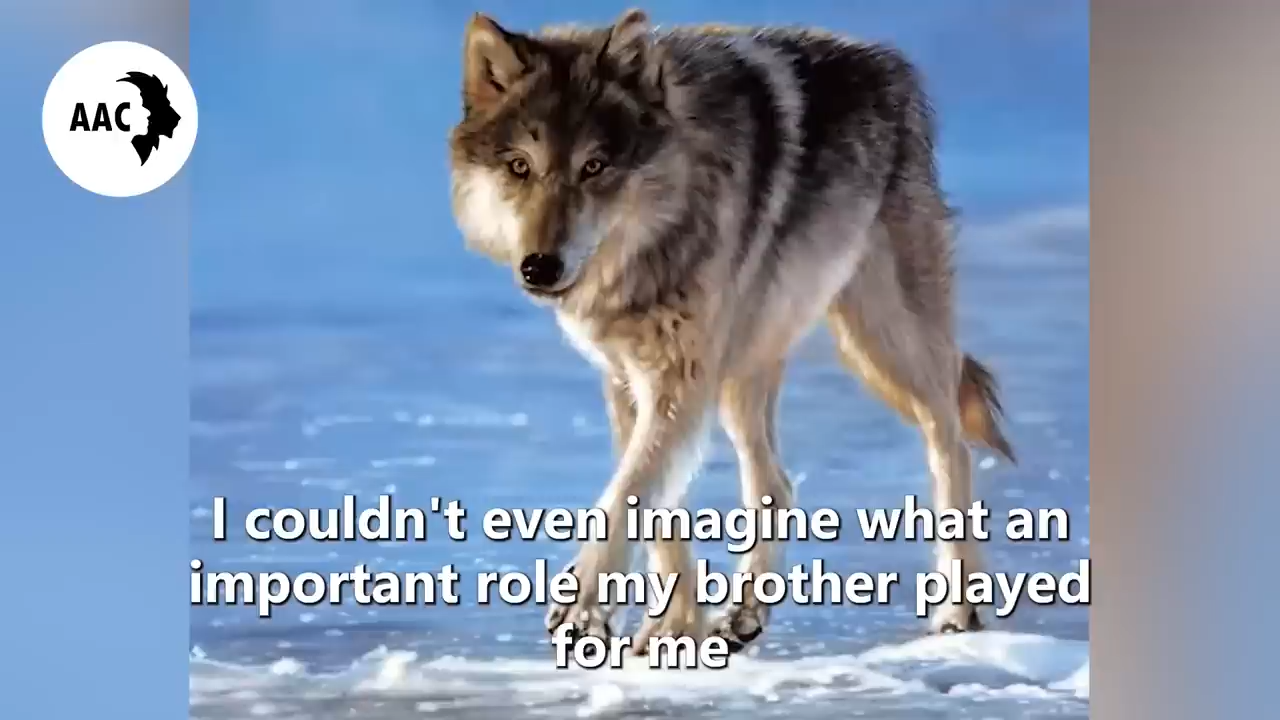 AAC
I couldn't even imagine what an
important role my brother played
for me